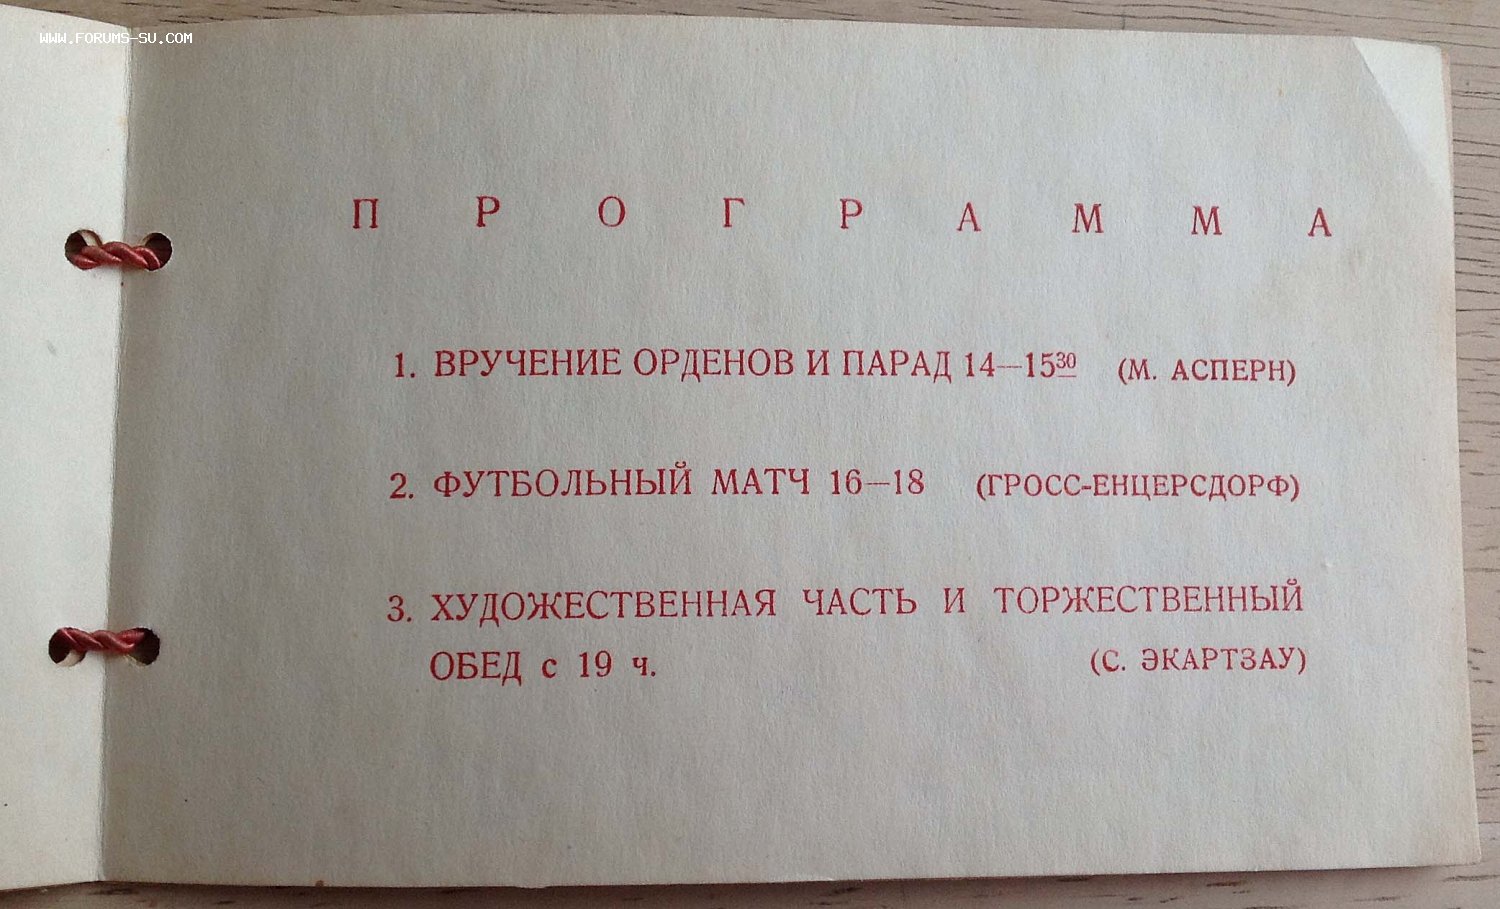 WWW.FORUMS-SU.COM
ПРОГРАММА
1. ВРУЧЕНИЕ ОРДЕНОВ И ПАРАД 14—15³⁰ (М. АСПЕРН)
2. ФУТБОЛЬНЫЙ МАТЧ 16—18 (ГРОСС-ЕНЦЕРСДОРФ)
3. ХУДОЖЕСТВЕННАЯ ЧАСТЬ И ТОРЖЕСТВЕННЫЙ
ОБЕД с 19 ч. (С. ЭКАРТЗАУ)